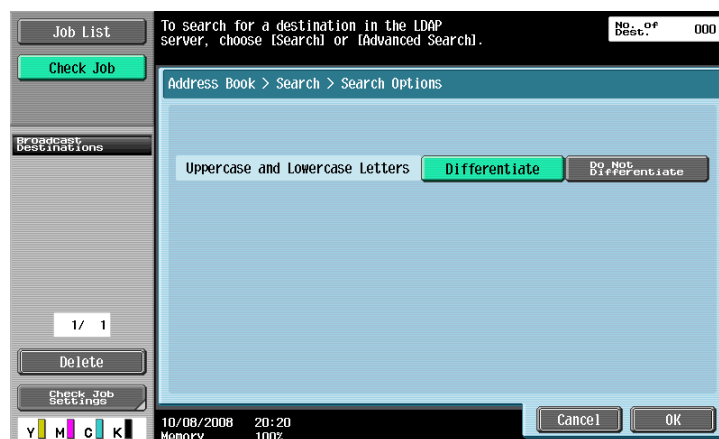 Job List
Check Job
Broadcast
Destinations
1/ 1
Delete
Check Job
Settings
Y M C K
To search for a destination in the LDAP
server, choose [Search] or [Advanced Search].
No. of
Dest. 000
Address Book > Search > Search Options
Uppercase and Lowercase Letters
Differentiate
Do Not
Differentiate
10/08/2008 20:20
Memory 100%
Cancel
OK